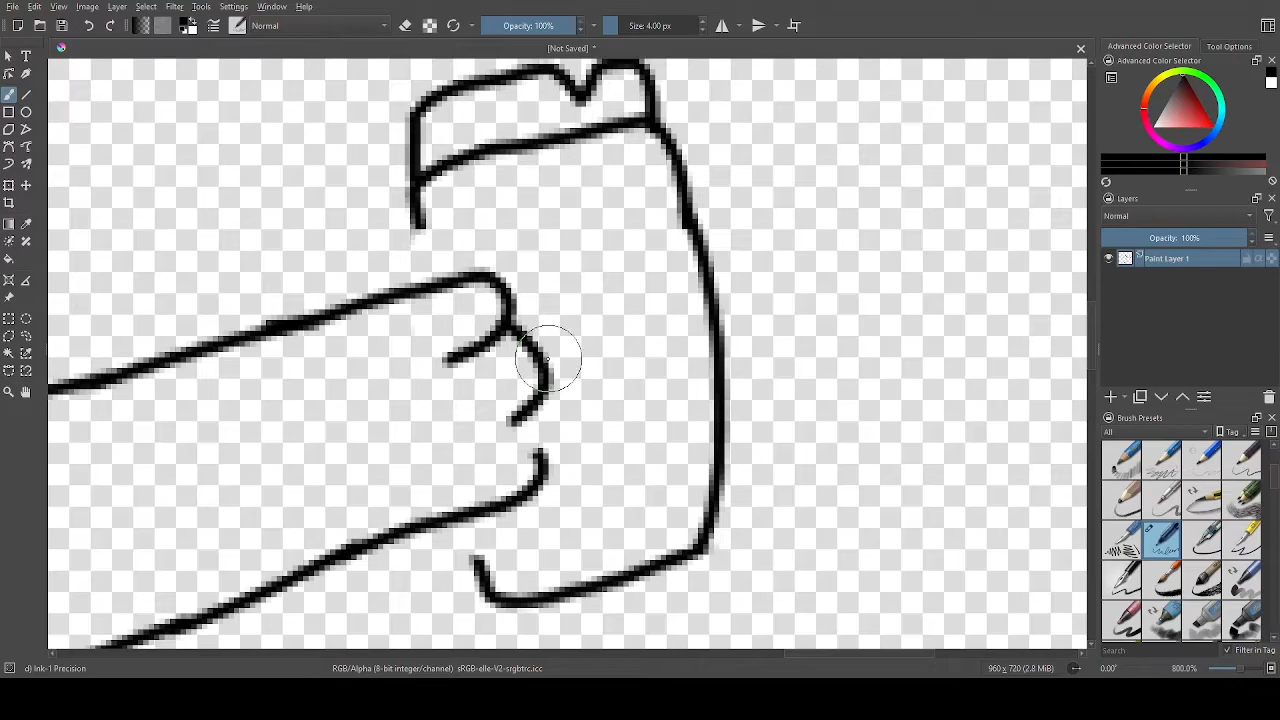 File Edit View Image Layer Select Filter Tools Settings Window Help
Normal
Opacity: 100%
Size: 4.00 px
[Not Saved] *
Advanced Color Selector
Tool Options
Advanced Color Selector
Layers
Normal
Opacity: 100%
Paint Layer 1
Brush Presets
All
Tag
Search
Filter in Tag
d) Ink-1 Precision
RGB/Alpha (8-bit integer/channel) sRGB-elle-V2-srgbtrc.icc
960 x 720 (2.8 MiB)
0.00°
800.0%